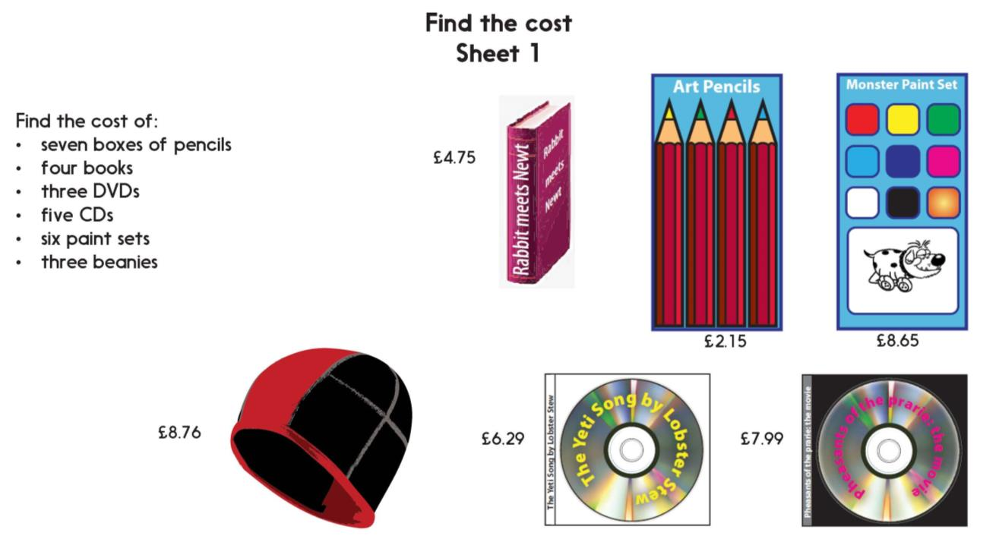 Find the cost
Sheet 1
Find the cost of:
• seven boxes of pencils
• four books
• three DVDs
• five CDs
• six paint sets
• three beanies
£4.75
Rabbit meets Newt
Rabbit
meets
Newt
Art Pencils
£2.15
Monster Paint Set
£8.65
£8.76
£6.29
The Yeti Song by Lobster Stew
The Yeti Song by Lobster Stew
£7.99
Pheasants of the prarie: the movie
Pheasants of the prarie: the movie